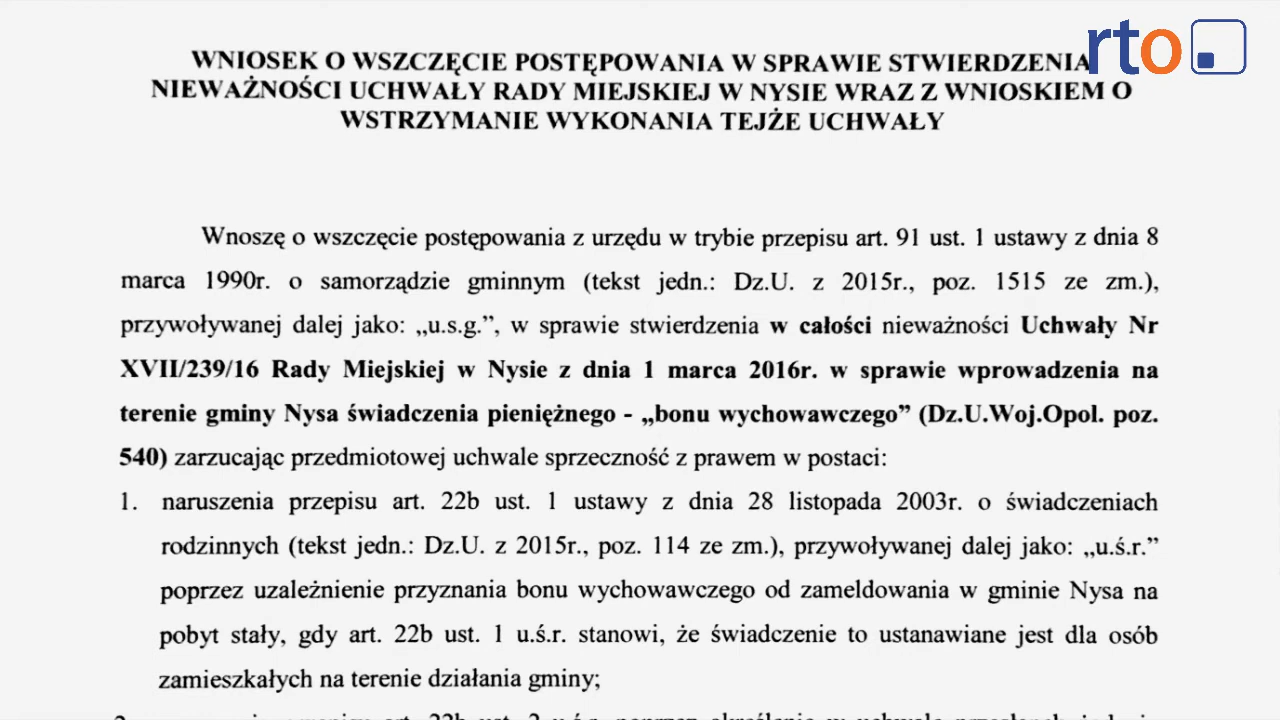 rto
WNIOSEK O WSZCZĘCIE POSTĘPOWANIA W SPRAWIE STWIERDZENIA
NIEWAŻNOŚCI UCHWAŁY RADY MIEJSKIEJ W NYSIE WRAZ Z WNIOSKIEM O
WSTRZYMANIE WYKONANIA TEJŻE UCHWAŁY
Wnoszę o wszczęcie postępowania z urzędu w trybie przepisu art. 91 ust. 1 ustawy z dnia 8
marca 1990r. o samorządzie gminnym (tekst jedn.: Dz.U. z 2015r., poz. 1515 ze zm.),
przywoływanej dalej jako: „u.s.g.”, w sprawie stwierdzenia w całości nieważności Uchwały Nr
XVII/239/16 Rady Miejskiej w Nysie z dnia 1 marca 2016r. w sprawie wprowadzenia na
terenie gminy Nysa świadczenia pieniężnego - „bonu wychowawczego” (Dz.U.Woj.Opol. poz.
540) zarzucając przedmiotowej uchwale sprzeczność z prawem w postaci:
1. naruszenia przepisu art. 22b ust. 1 ustawy z dnia 28 listopada 2003r. o świadczeniach
rodzinnych (tekst jedn.: Dz.U. z 2015r., poz. 114 ze zm.), przywoływanej dalej jako: „u.ś.r.”
poprzez uzależnienie przyznania bonu wychowawczego od zameldowania w gminie Nysa na
pobyt stały, gdy art. 22b ust. 1 u.ś.r. stanowi, że świadczenie to ustanawiane jest dla osób
zamieszkałych na terenie działania gminy;
art. 22b ust. 2